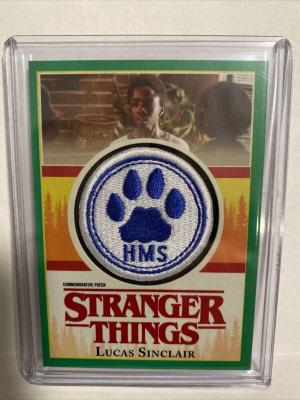 HMS
COMMEMORATIVE PATCH
STRANGER
THINGS
LUCAS SINCLAIR